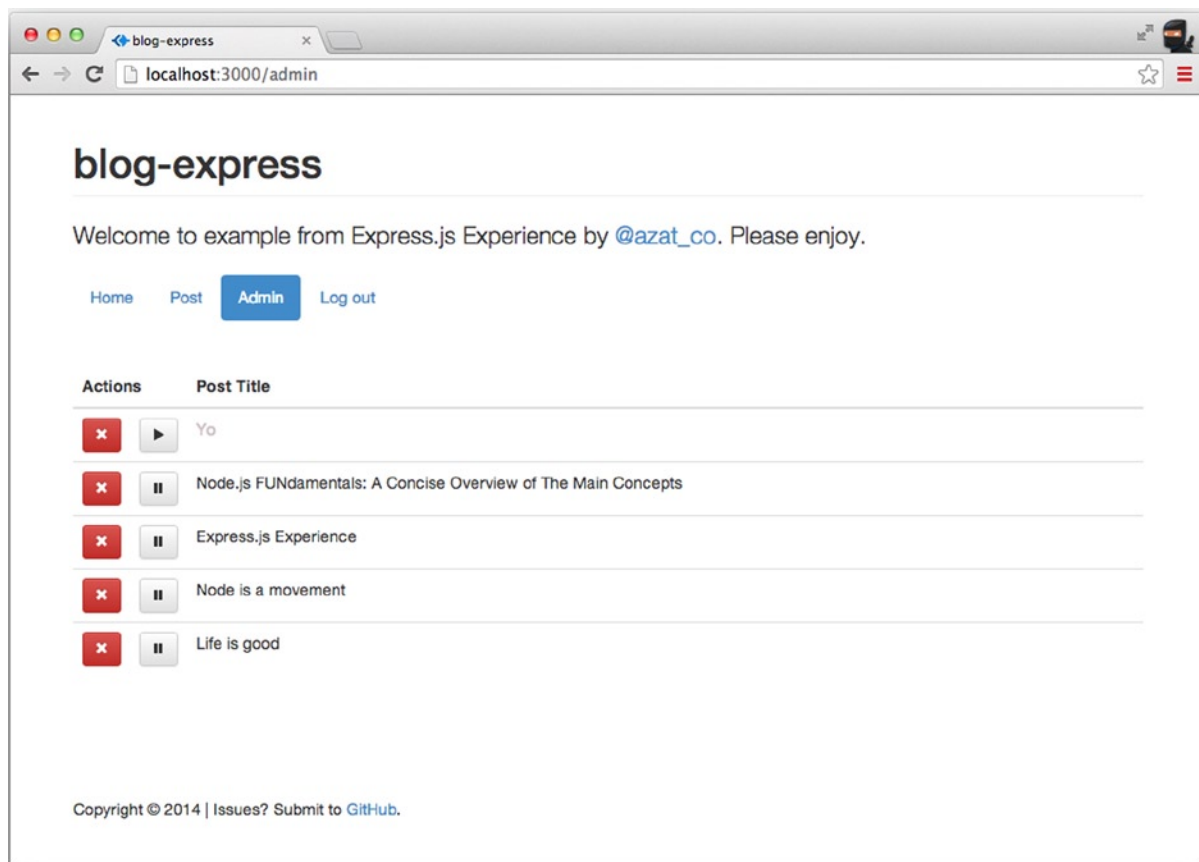 blog-express
localhost:3000/admin
blog-express
Welcome to example from Express.js Experience by @azat_co. Please enjoy.
Home Post Admin Log out
Actions Post Title
Yo
Node.js FUNdamentals: A Concise Overview of The Main Concepts
Express.js Experience
Node is a movement
Life is good
Copyright © 2014 | Issues? Submit to GitHub.